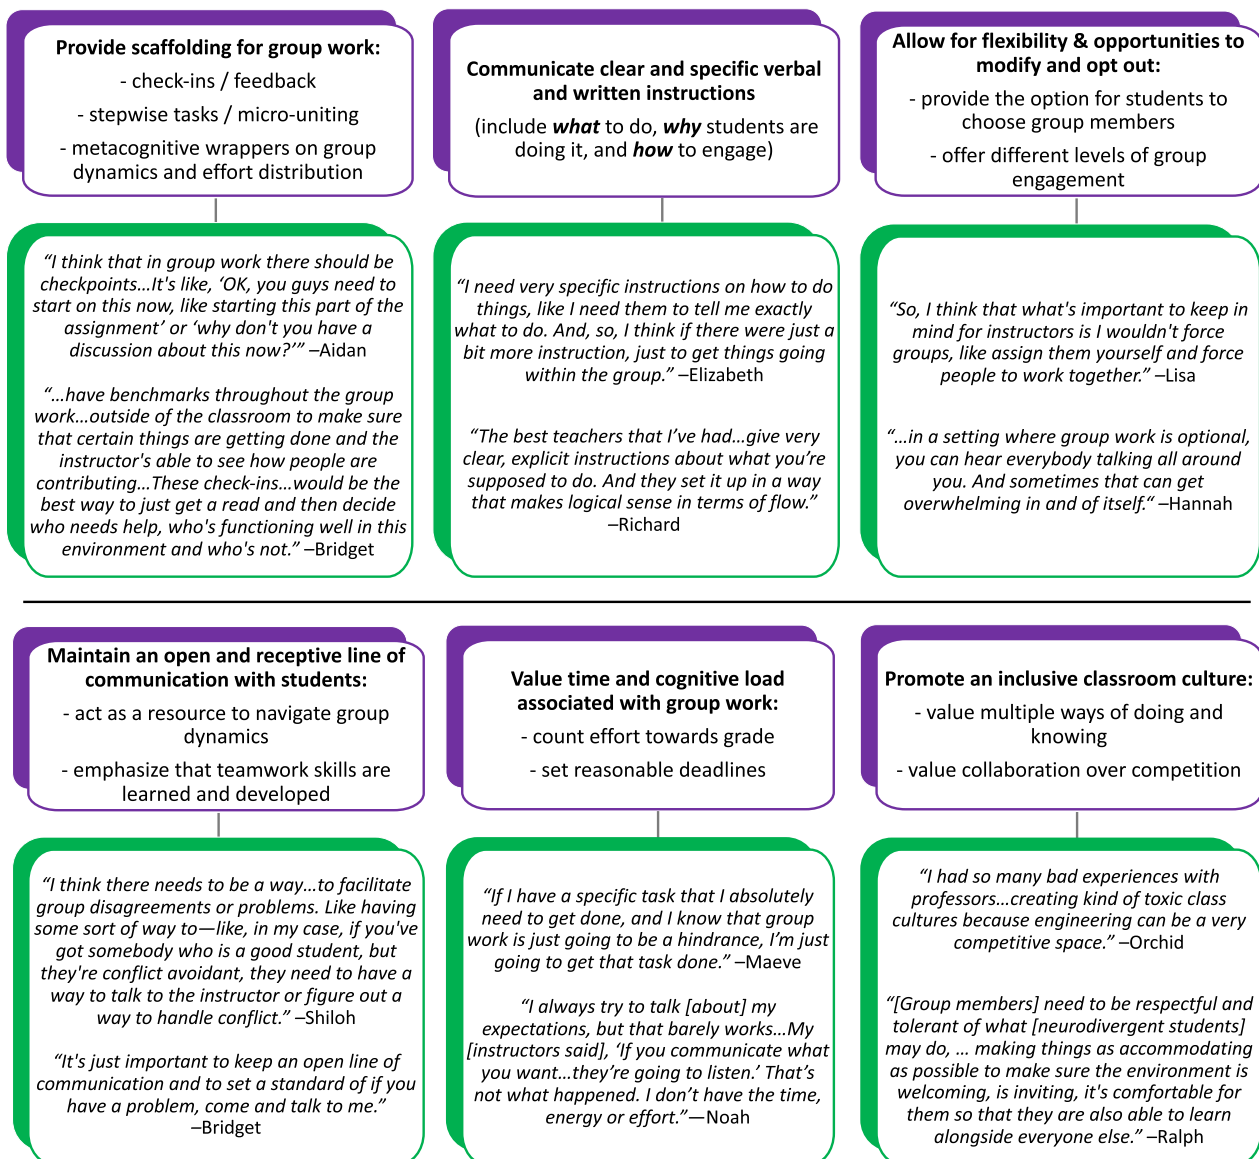 Provide scaffolding for group work:
- check-ins / feedback
- stepwise tasks / micro-uniting
- metacognitive wrappers on group
dynamics and effort distribution
“I think that in group work there should be
checkpoints...It's like, ‘OK, you guys need to
start on this now, like starting this part of the
assignment’ or ‘why don't you have a
discussion about this now?’” –Aidan
“...have benchmarks throughout the group
work...outside of the classroom to make sure
that certain things are getting done and the
instructor's able to see how people are
contributing...These check-ins...would be the
best way to just get a read and then decide
who needs help, who's functioning well in this
environment and who's not.” –Bridget
Communicate clear and specific verbal
and written instructions
(include what to do, why students are
doing it, and how to engage)
“I need very specific instructions on how to do
things, like I need them to tell me exactly
what to do. And, so, I think if there were just a
bit more instruction, just to get things going
within the group.” –Elizabeth
“The best teachers that I’ve had...give very
clear, explicit instructions about what you’re
supposed to do. And they set it up in a way
that makes logical sense in terms of flow.”
–Richard
Allow for flexibility & opportunities to
modify and opt out:
- provide the option for students to
choose group members
- offer different levels of group
engagement
“So, I think that what's important to keep in
mind for instructors is I wouldn't force
groups, like assign them yourself and force
people to work together.” –Lisa
“...in a setting where group work is optional,
you can hear everybody talking all around
you. And sometimes that can get
overwhelming in and of itself.“ –Hannah
Maintain an open and receptive line of
communication with students:
- act as a resource to navigate group
dynamics
- emphasize that teamwork skills are
learned and developed
“I think there needs to be a way...to facilitate
group disagreements or problems. Like having
some sort of way to—like, in my case, if you've
got somebody who is a good student, but
they're conflict avoidant, they need to have a
way to talk to the instructor or figure out a
way to handle conflict.” –Shiloh
“It's just important to keep an open line of
communication and to set a standard of if you
have a problem, come and talk to me.”
–Bridget
Value time and cognitive load
associated with group work:
- count effort towards grade
- set reasonable deadlines
“If I have a specific task that I absolutely
need to get done, and I know that group
work is just going to be a hindrance, I’m just
going to get that task done.” –Maeve
“I always try to talk [about] my
expectations, but that barely works...My
[instructors said], ‘If you communicate what
you want...they’re going to listen.’ That’s
not what happened. I don’t have the time,
energy or effort.”—Noah
Promote an inclusive classroom culture:
- value multiple ways of doing and
knowing
- value collaboration over competition
“I had so many bad experiences with
professors...creating kind of toxic class
cultures because engineering can be a very
competitive space.” –Orchid
“[Group members] need to be respectful and
tolerant of what [neurodivergent students]
may do, ... making things as accommodating
as possible to make sure the environment is
welcoming, is inviting, it's comfortable for
them so that they are also able to learn
alongside everyone else.” –Ralph